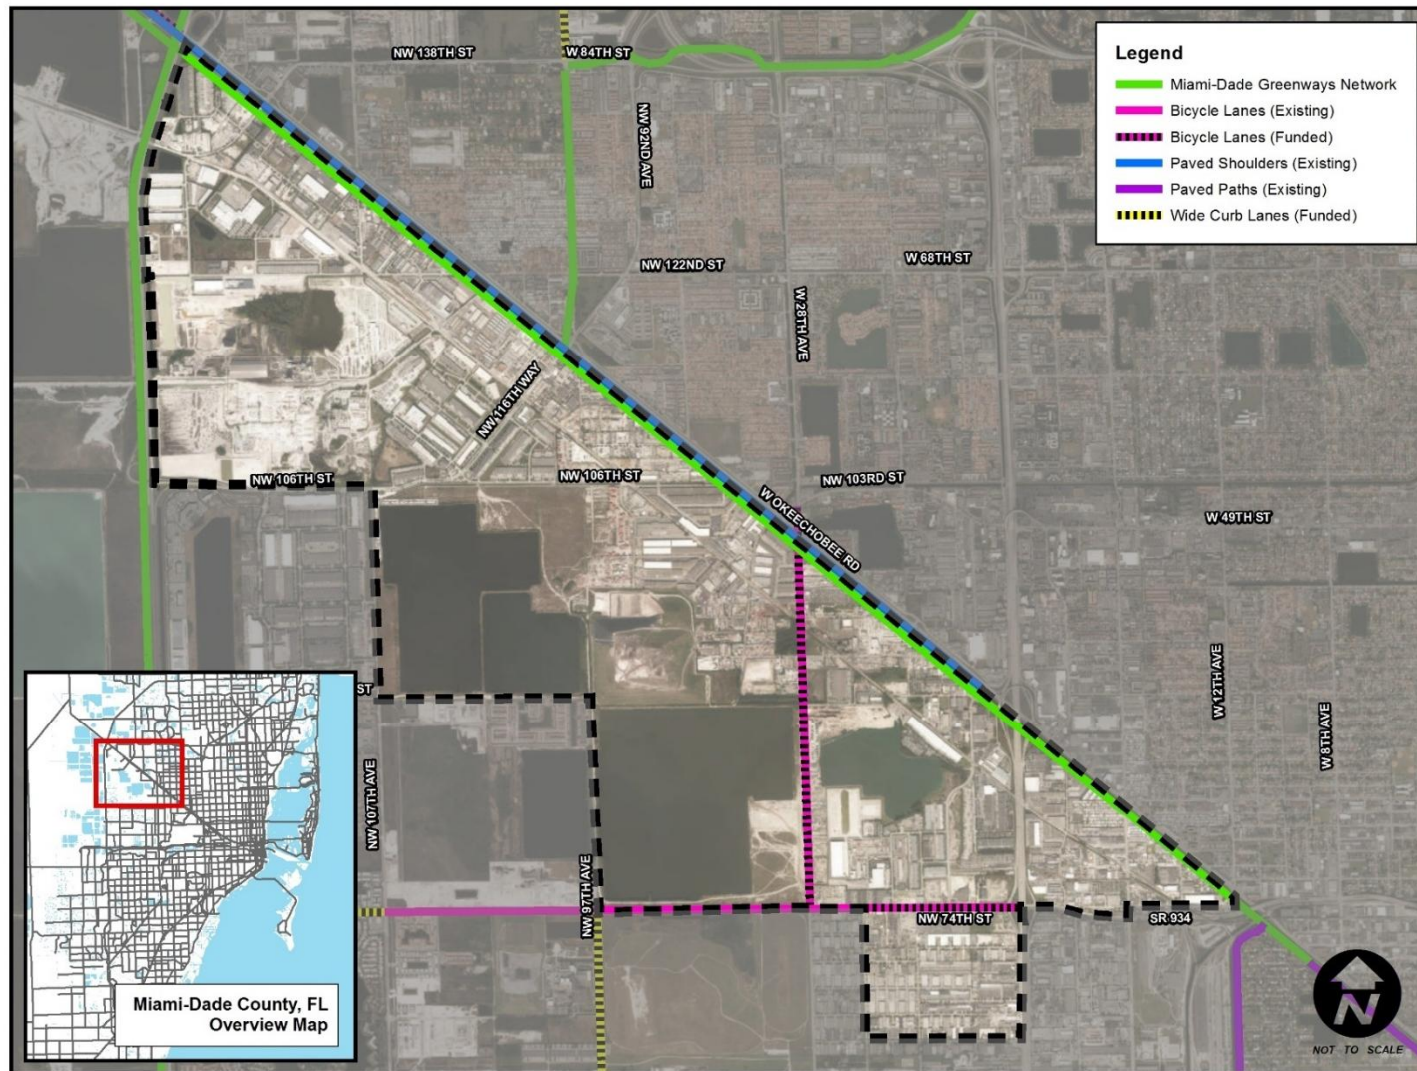 NW 138TH ST
W 84TH ST
Legend
Miami-Dade Greenways Network
Bicycle Lanes (Existing)
Bicycle Lanes (Funded)
Paved Shoulders (Existing)
Paved Paths (Existing)
Wide Curb Lanes (Funded)
NW 92ND AVE
NW 122ND ST
W 68TH ST
W 28TH AVE
NW 116TH WAY
NW 106TH ST
NW 106TH ST
NW 103RD ST
W OKEECHOBEE RD
W 49TH ST
ST
W 12TH AVE
W 8TH AVE
NW 107TH AVE
NW 97TH AVE
NW 74TH ST
SR 934
Miami-Dade County, FL
Overview Map
N
NOT TO SCALE